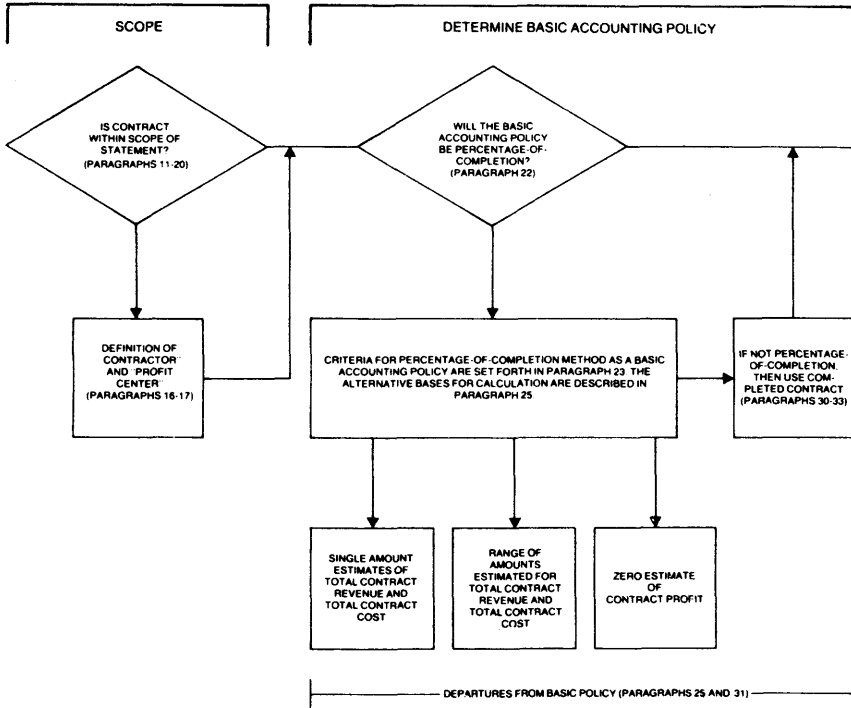 SCOPE
DETERMINE BASIC ACCOUNTING POLICY
IS CONTRACT
WITHIN SCOPE OF
STATEMENT?
(PARAGRAPHS 11-20)
WILL THE BASIC
ACCOUNTING POLICY
BE PERCENTAGE-OF-
COMPLETION?
(PARAGRAPH 22)
DEFINITION OF
CONTRACTOR"
AND "PROFIT
CENTER"
(PARAGRAPHS 16-17)
CRITERIA FOR PERCENTAGE-OF-COMPLETION METHOD AS A BASIC
ACCOUNTING POLICY ARE SET FORTH IN PARAGRAPH 23. THE
ALTERNATIVE BASES FOR CALCULATION ARE DESCRIBED IN
PARAGRAPH 25.
IF NOT PERCENTAGE-
OF-COMPLETION,
THEN USE COM-
PLETED CONTRACT
(PARAGRAPHS 30-33)
SINGLE AMOUNT
ESTIMATES OF
TOTAL CONTRACT
REVENUE AND
TOTAL CONTRACT
COST
RANGE OF
AMOUNTS
ESTIMATED FOR
TOTAL CONTRACT
REVENUE AND
TOTAL CONTRACT
COST
ZERO ESTIMATE
OF
CONTRACT PROFIT
DEPARTURES FROM BASIC POLICY (PARAGRAPHS 25 AND 31)